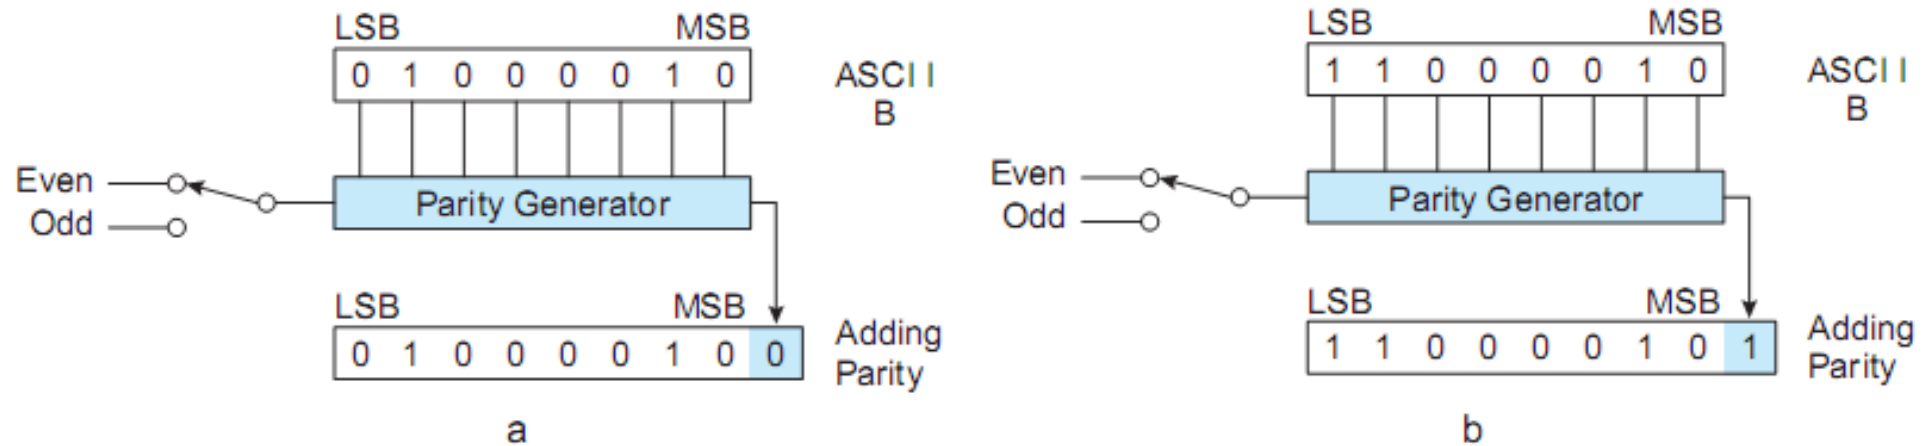 LSB MSB
0 1 0 0 0 0 1 0
ASCII
B
Even
Odd
Parity Generator
LSB MSB
0 1 0 0 0 0 1 0 0
Adding
Parity
a
LSB MSB
1 1 0 0 0 0 1 0
ASCII
B
Even
Odd
Parity Generator
LSB MSB
1 1 0 0 0 0 1 0 1
Adding
Parity
b